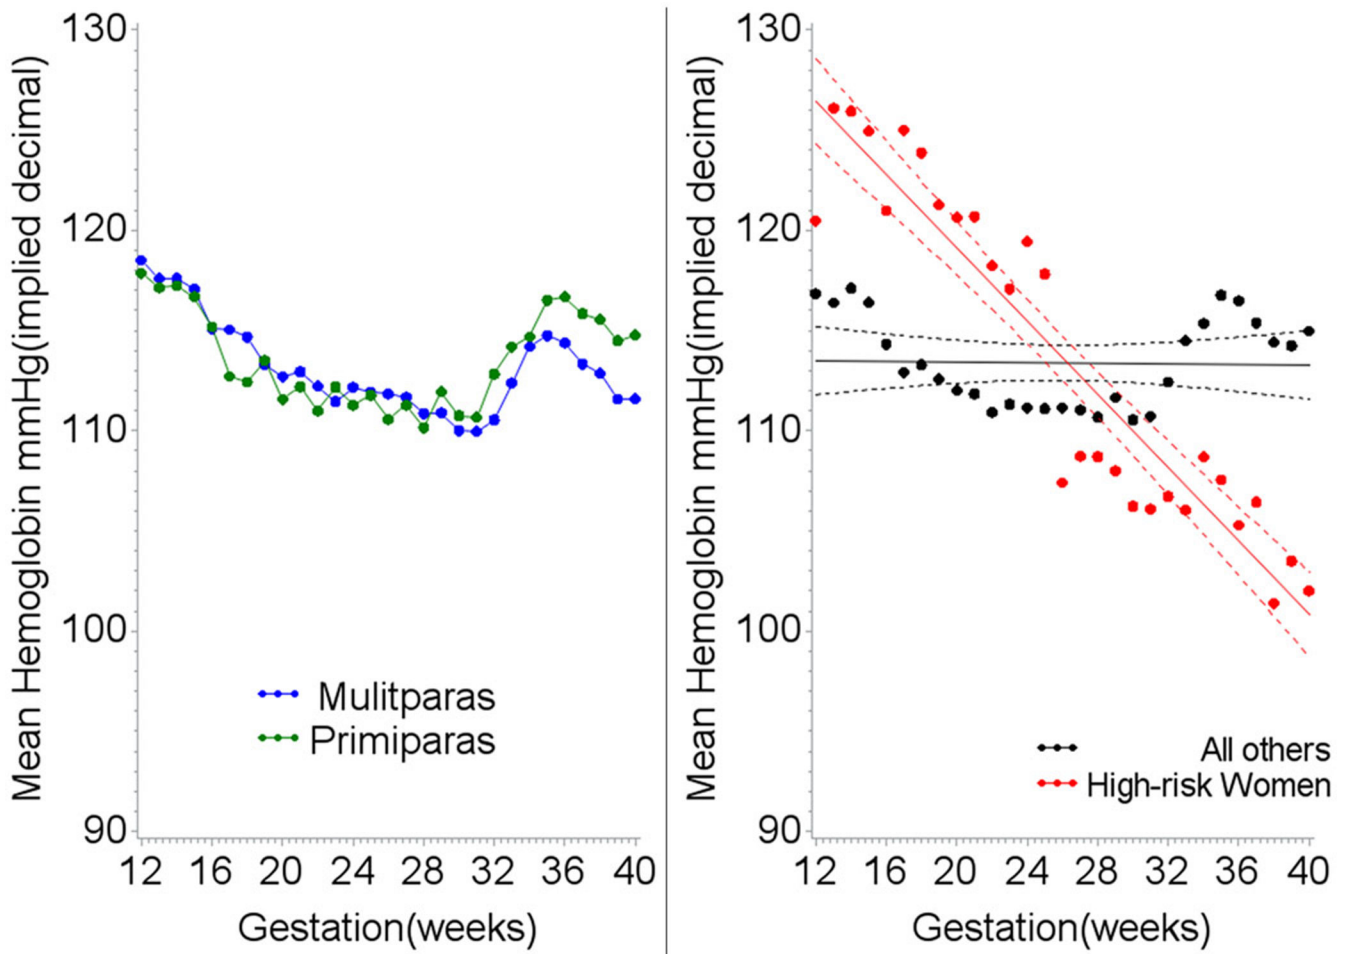 Mean Hemoglobin mmHg(implied decimal)
130
120
110
100
90
Mulitparas
Primiparas
12 16 20 24 28 32 36 40
Gestation(weeks)
Mean Hemoglobin mmHg(implied decimal)
130
120
110
100
90
All others
High-risk Women
12 16 20 24 28 32 36 40
Gestation(weeks)